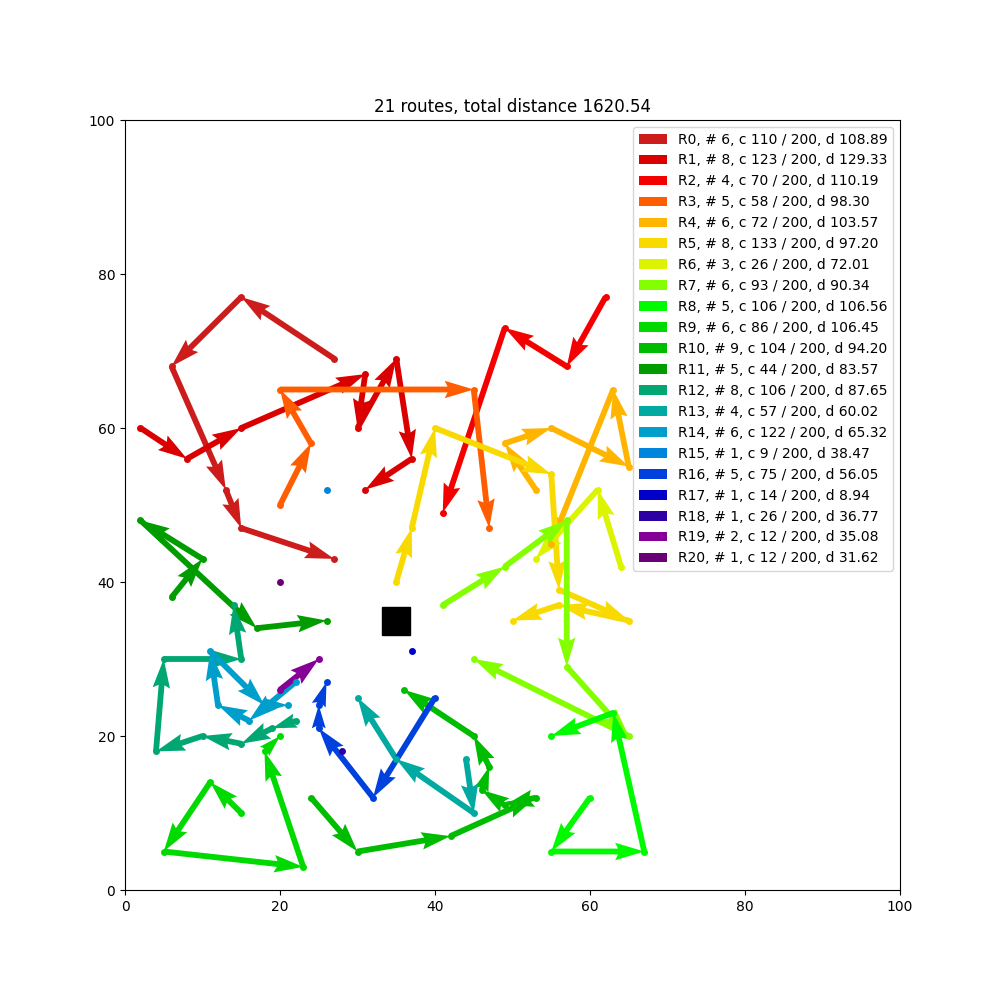 21 routes, total distance 1620.54
R0, # 6, c 110 / 200, d 108.89
R1, # 8, c 123 / 200, d 129.33
R2, # 4, c 70 / 200, d 110.19
R3, # 5, c 58 / 200, d 98.30
R4, # 6, c 72 / 200, d 103.57
R5, # 8, c 133 / 200, d 97.20
R6, # 3, c 26 / 200, d 72.01
R7, # 6, c 93 / 200, d 90.34
R8, # 5, c 106 / 200, d 106.56
R9, # 6, c 86 / 200, d 106.45
R10, # 9, c 104 / 200, d 94.20
R11, # 5, c 44 / 200, d 83.57
R12, # 8, c 106 / 200, d 87.65
R13, # 4, c 57 / 200, d 60.02
R14, # 6, c 122 / 200, d 65.32
R15, # 1, c 9 / 200, d 38.47
R16, # 5, c 75 / 200, d 56.05
R17, # 1, c 14 / 200, d 8.94
R18, # 1, c 26 / 200, d 36.77
R19, # 2, c 12 / 200, d 35.08
R20, # 1, c 12 / 200, d 31.62
100
80
60
40
20
0
0 20 40 60 80 100